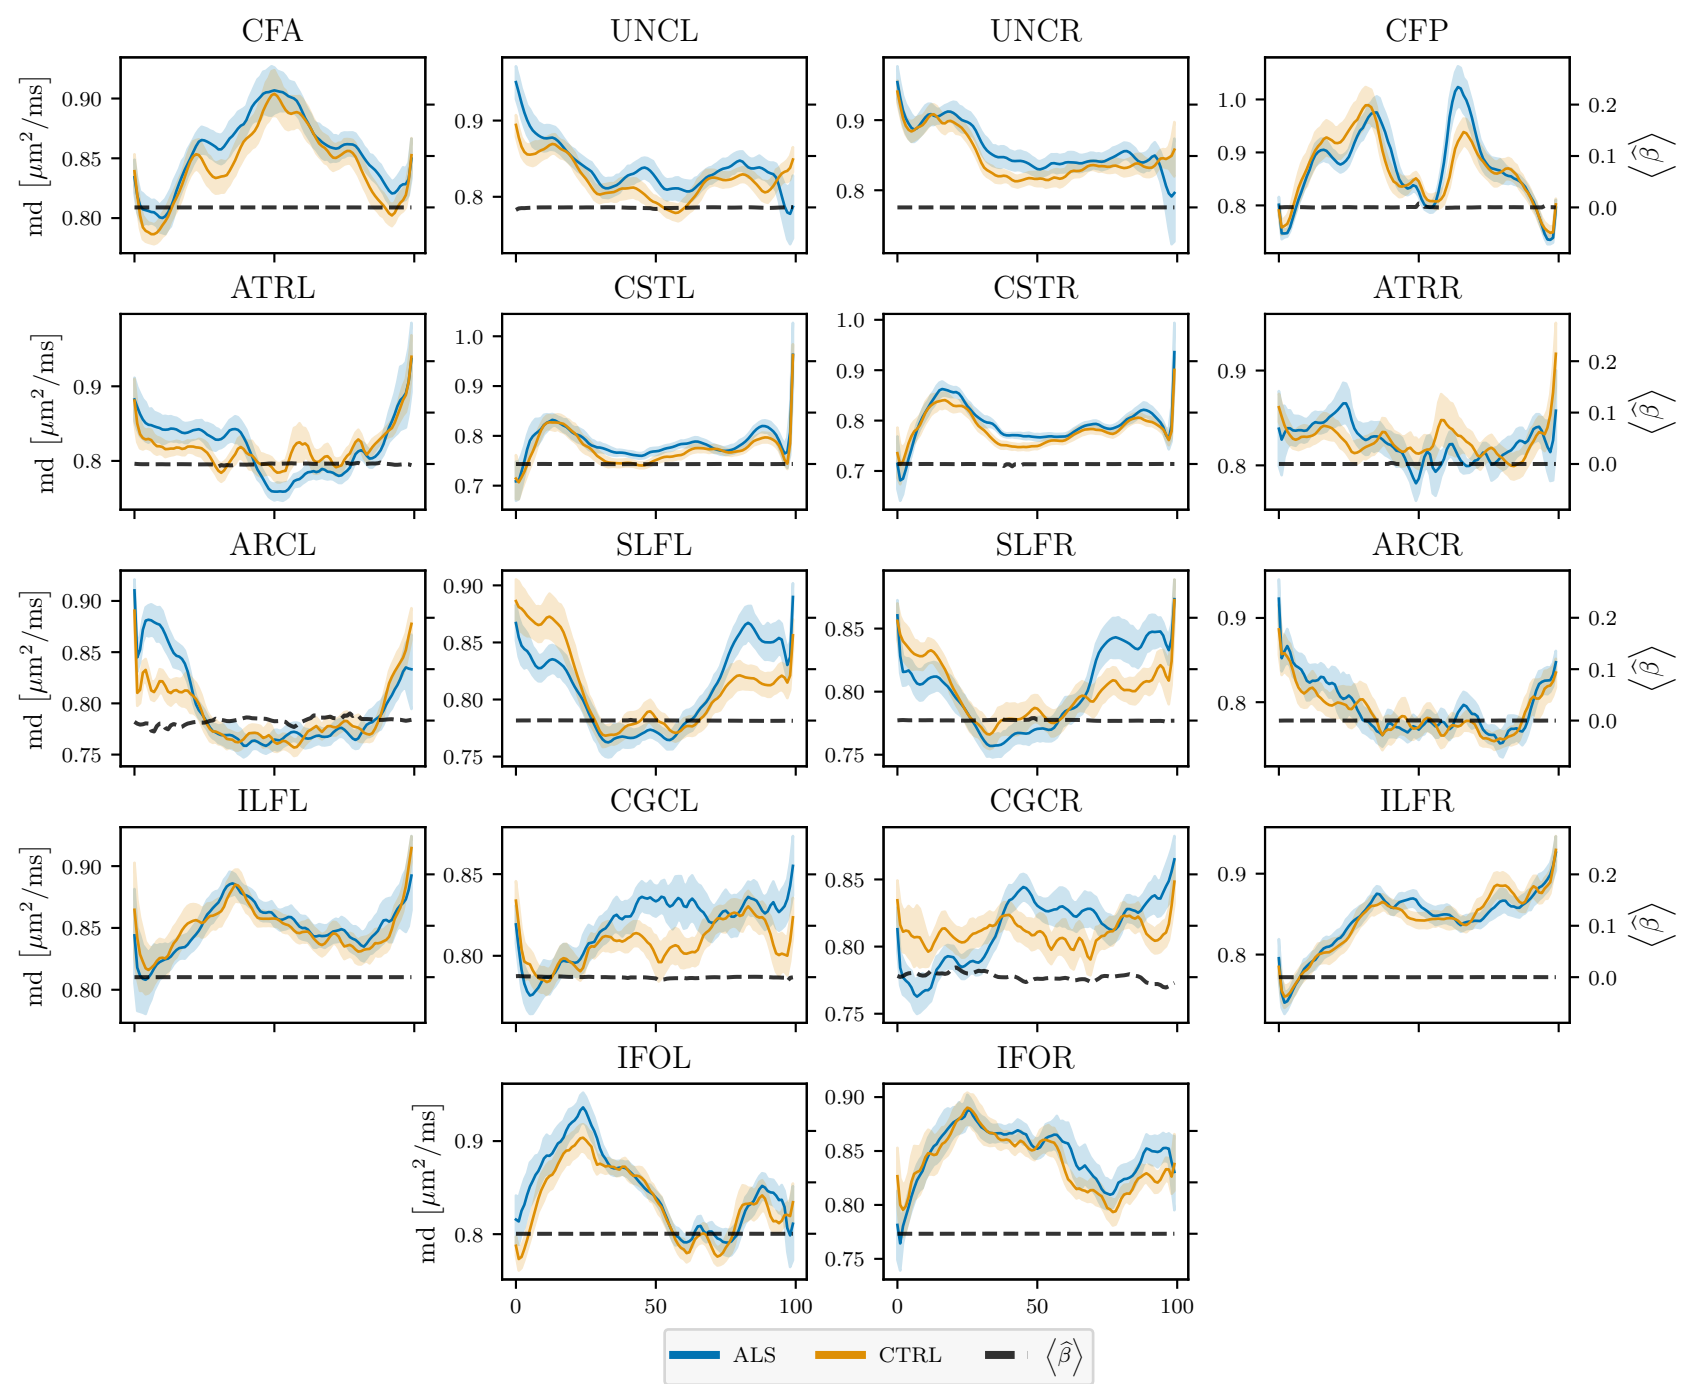 CFA UNCL UNCR CFP
md [μm²/ms] 0.90 0.85 0.80 0.9 0.8 0.9 0.8 1.0 0.9 0.8 0.2 0.1 0.0 ⟨β̂⟩
ATRL CSTL CSTR ATRR
md [μm²/ms] 0.9 0.8 1.0 0.9 0.8 0.7 1.0 0.9 0.8 0.7 0.9 0.8 0.2 0.1 0.0 ⟨β̂⟩
ARCL SLFL SLFR ARCR
md [μm²/ms] 0.90 0.85 0.80 0.75 0.90 0.85 0.80 0.75 0.85 0.80 0.75 0.9 0.8 0.2 0.1 0.0 ⟨β̂⟩
ILFL CGCL CGCR ILFR
md [μm²/ms] 0.90 0.85 0.80 0.85 0.80 0.85 0.80 0.75 0.9 0.8 0.2 0.1 0.0 ⟨β̂⟩
IFOL IFOR
md [μm²/ms] 0.9 0.8 0.90 0.85 0.80 0.75
0 50 100 0 50 100
ALS CTRL ⟨β̂⟩